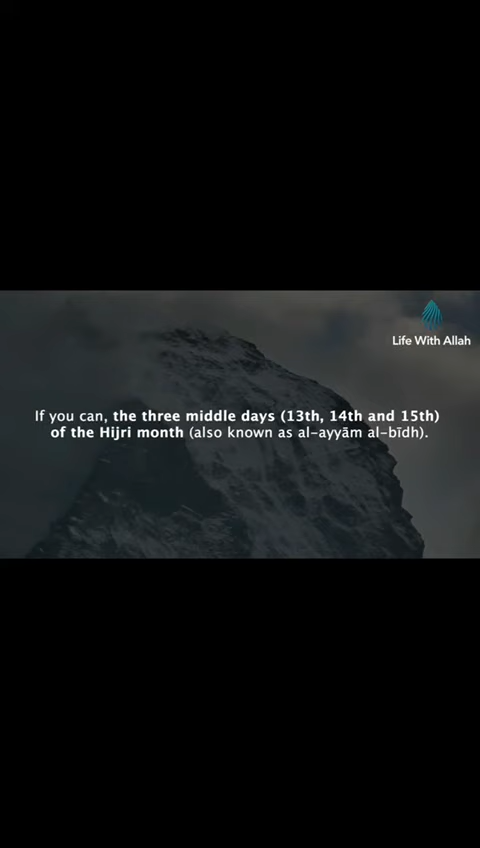 Life With Allah
If you can, the three middle days (13th, 14th and 15th)
of the Hijri month (also known as al-ayyām al-bīdh).